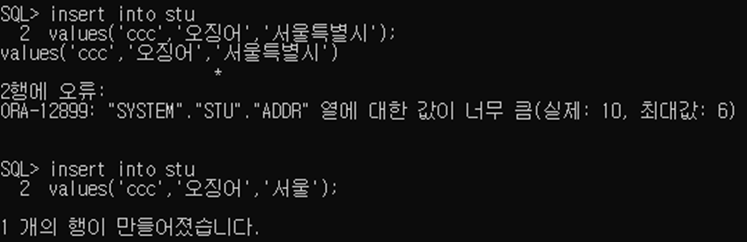 SQL> insert into stu
  2  values('ccc','오징어','서울특별시');
values('ccc','오징어','서울특별시')
                      *
2행에 오류:
ORA-12899: "SYSTEM"."STU"."ADDR" 열에 대한 값이 너무 큼(실제: 10, 최대값: 6)
SQL> insert into stu
  2  values('ccc','오징어','서울');
1 개의 행이 만들어졌습니다.